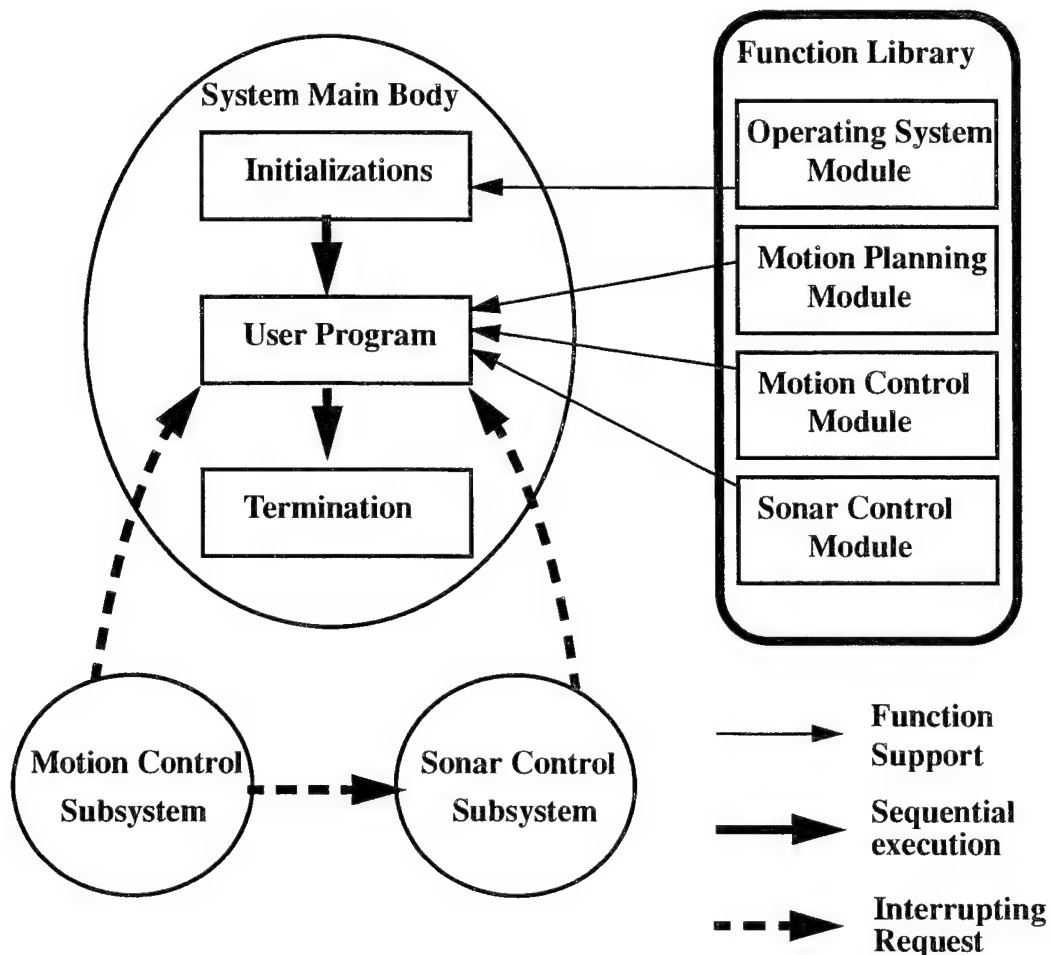 System Main Body
Initializations
User Program
Termination
Function Library
Operating System
Module
Motion Planning
Module
Motion Control
Module
Sonar Control
Module
Motion Control
Subsystem
Sonar Control
Subsystem
Function
Support
Sequential
execution
Interrupting
Request